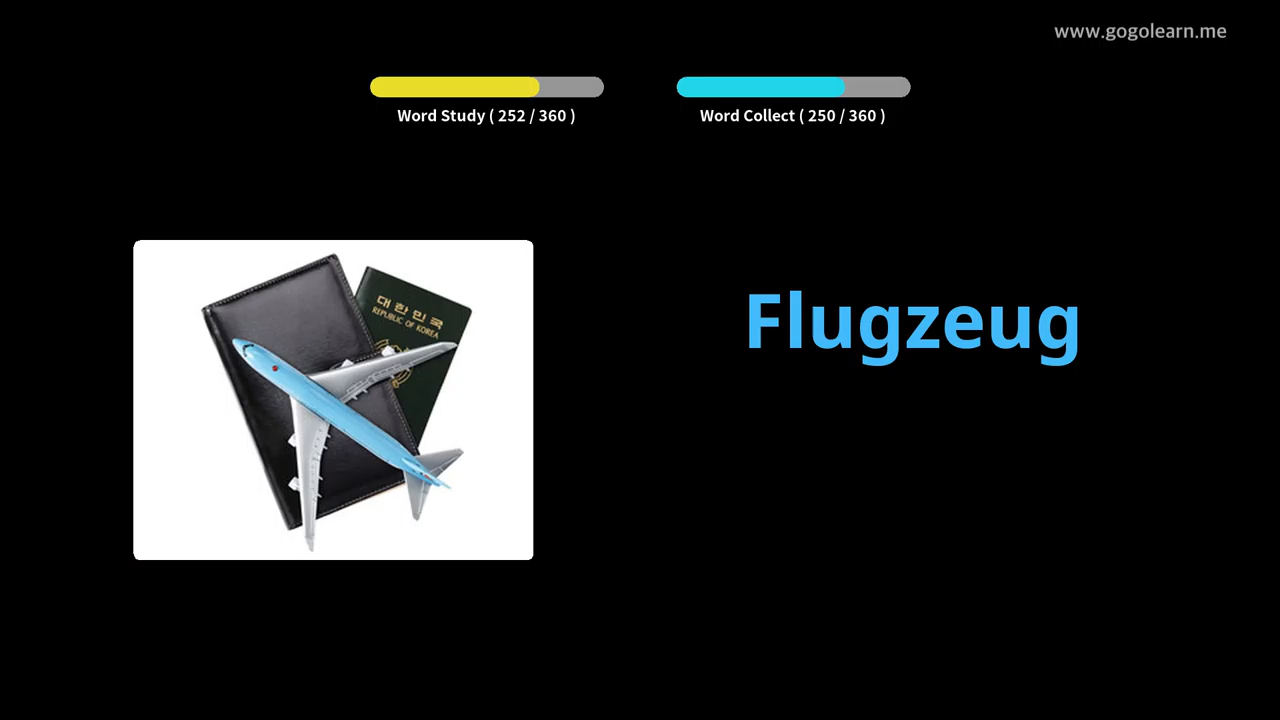 www.gogolearn.me
Word Study ( 252 / 360 )
Word Collect ( 250 / 360 )
대한민국
REPUBLIC OF KOREA
Flugzeug